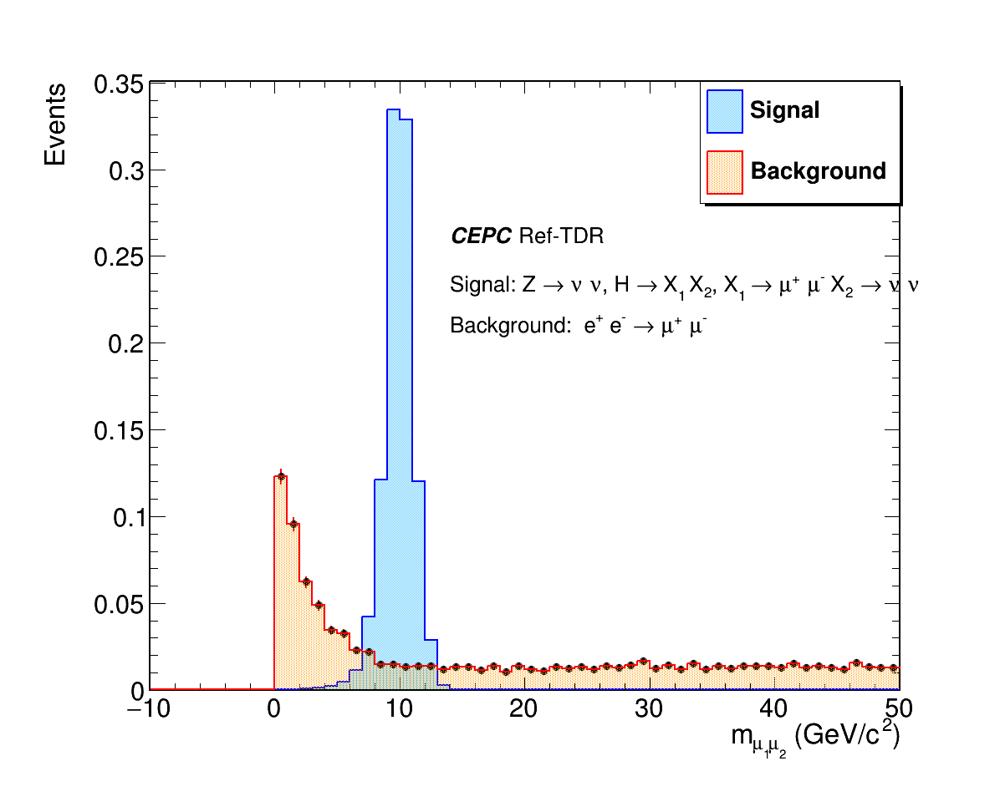 Events
0.35
0.3
0.25
0.2
0.15
0.1
0.05
0
Signal
Background
CEPC Ref-TDR
Signal: Z → ν ν, H → X₁ X₂, X₁ → μ⁺ μ⁻ X₂ → ν ν
Background: e⁺ e⁻ → μ⁺ μ⁻
−10 0 10 20 30 40 50
m_μ₁μ₂ (GeV/c²)